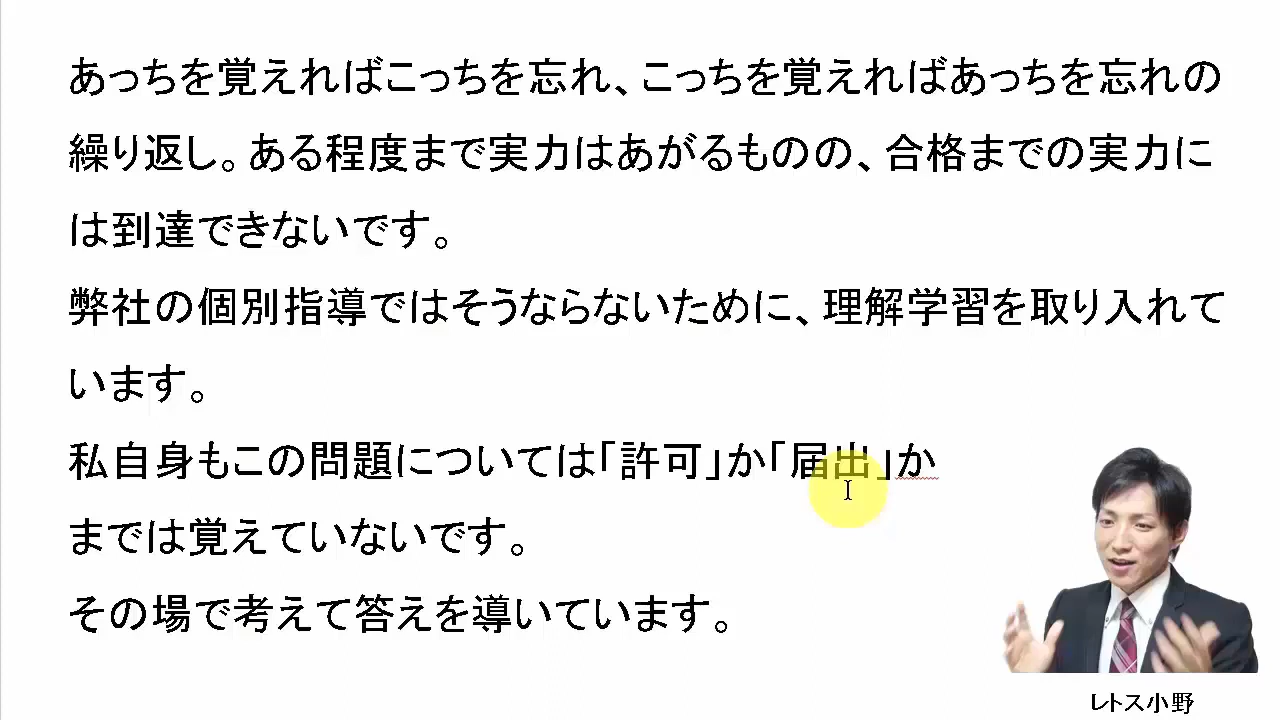 あっちを覚えればこっちを忘れ、こっちを覚えればあっちを忘れの
繰り返し。ある程度まで実力はあがるものの、合格までの実力に
は到達できないです。
弊社の個別指導ではそうならないために、理解学習を取り入れて
います。
私自身もこの問題については「許可」か「届出」か
までは覚えていないです。
その場で考えて答えを導いています。
レトス小野